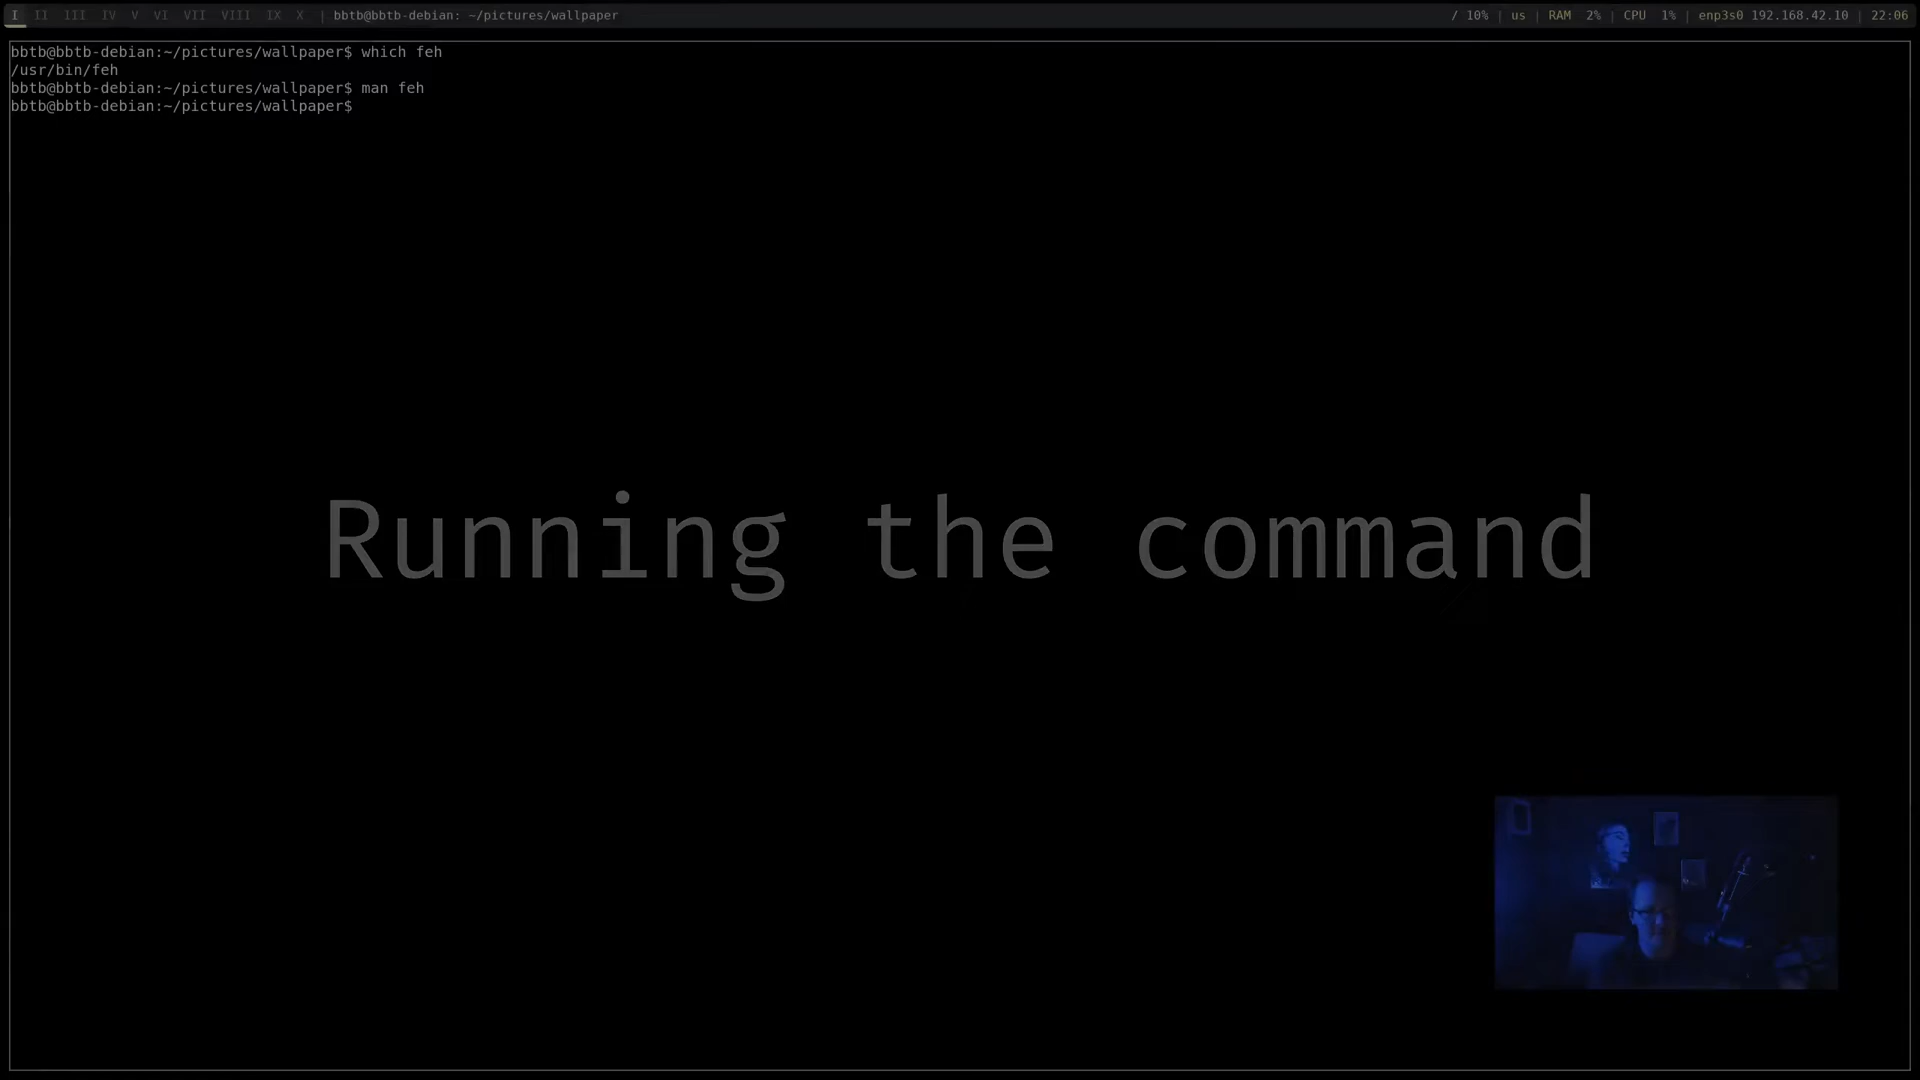 I II III IV V VI VII VIII IX X | bbtb@bbtb-debian: ~/pictures/wallpaper / 10% | us | RAM 2% | CPU 1% | enp3s0 192.168.42.10 | 22:06
bbtb@bbtb-debian:~/pictures/wallpaper$ which feh
/usr/bin/feh
bbtb@bbtb-debian:~/pictures/wallpaper$ man feh
bbtb@bbtb-debian:~/pictures/wallpaper$
Running the command